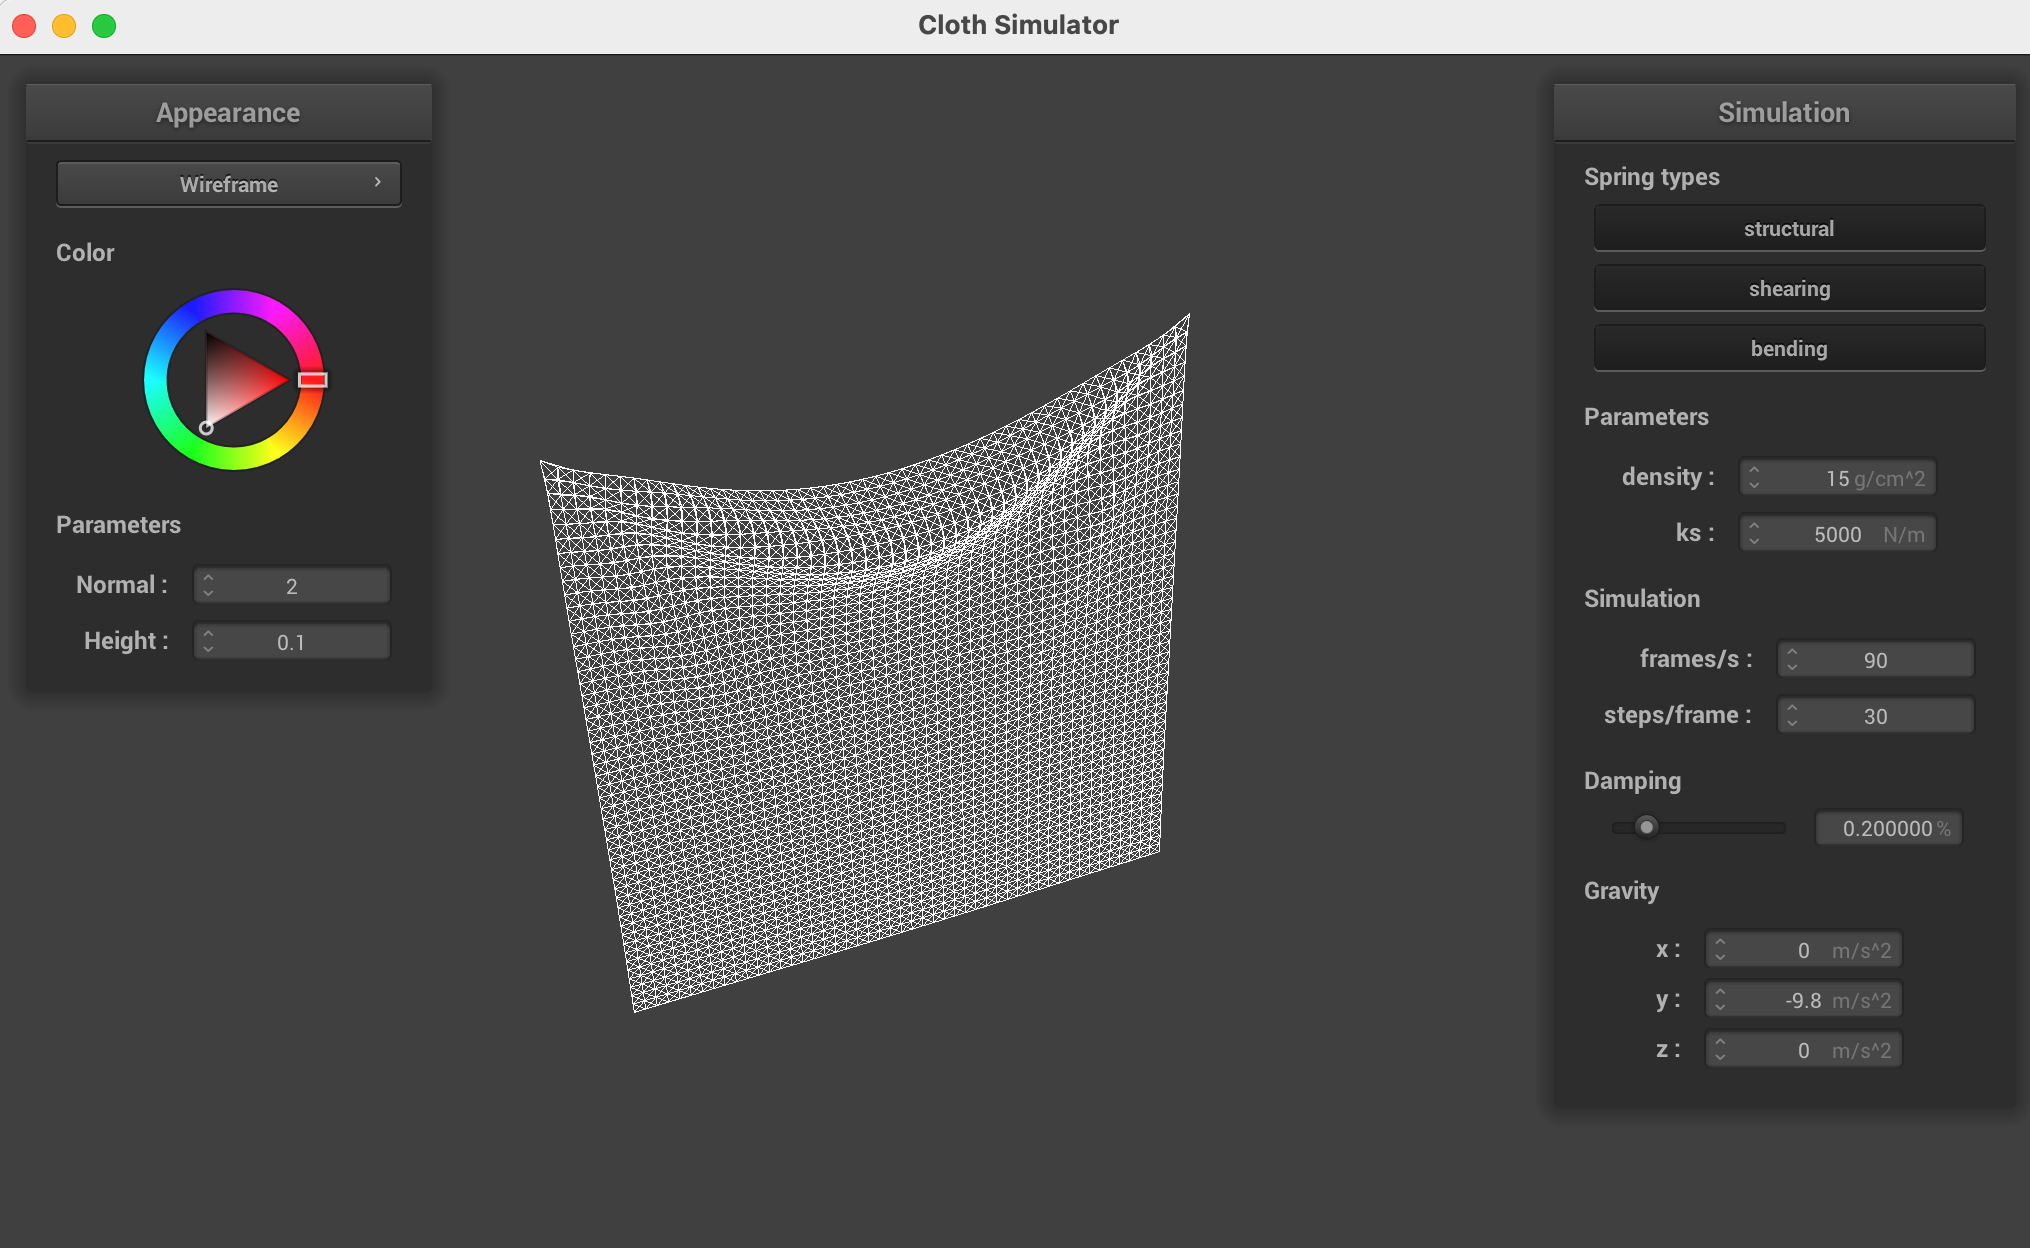 Cloth Simulator
Appearance
Wireframe
Color
Parameters
Normal : 2
Height : 0.1
Simulation
Spring types
structural
shearing
bending
Parameters
density : 15 g/cm^2
ks : 5000 N/m
Simulation
frames/s : 90
steps/frame : 30
Damping
0.200000 %
Gravity
x : 0 m/s^2
y : -9.8 m/s^2
z : 0 m/s^2